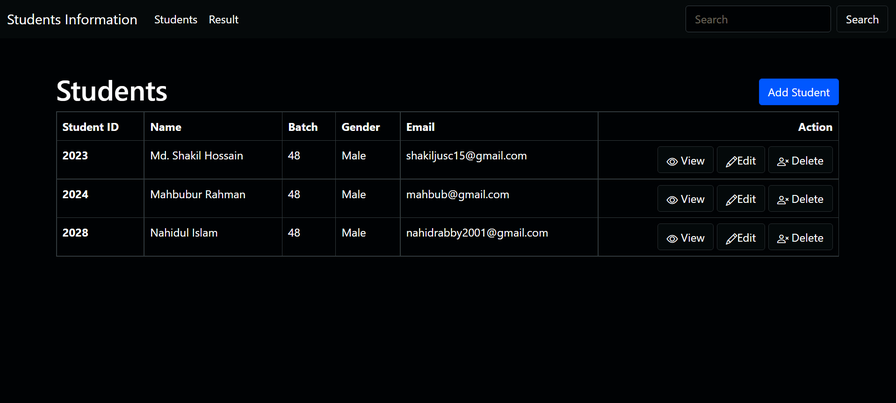 Students Information Students Result Search Search
Students Add Student
Student ID Name Batch Gender Email Action
2023 Md. Shakil Hossain 48 Male shakiljusc15@gmail.com View Edit Delete
2024 Mahbubur Rahman 48 Male mahbub@gmail.com View Edit Delete
2028 Nahidul Islam 48 Male nahidrabby2001@gmail.com View Edit Delete